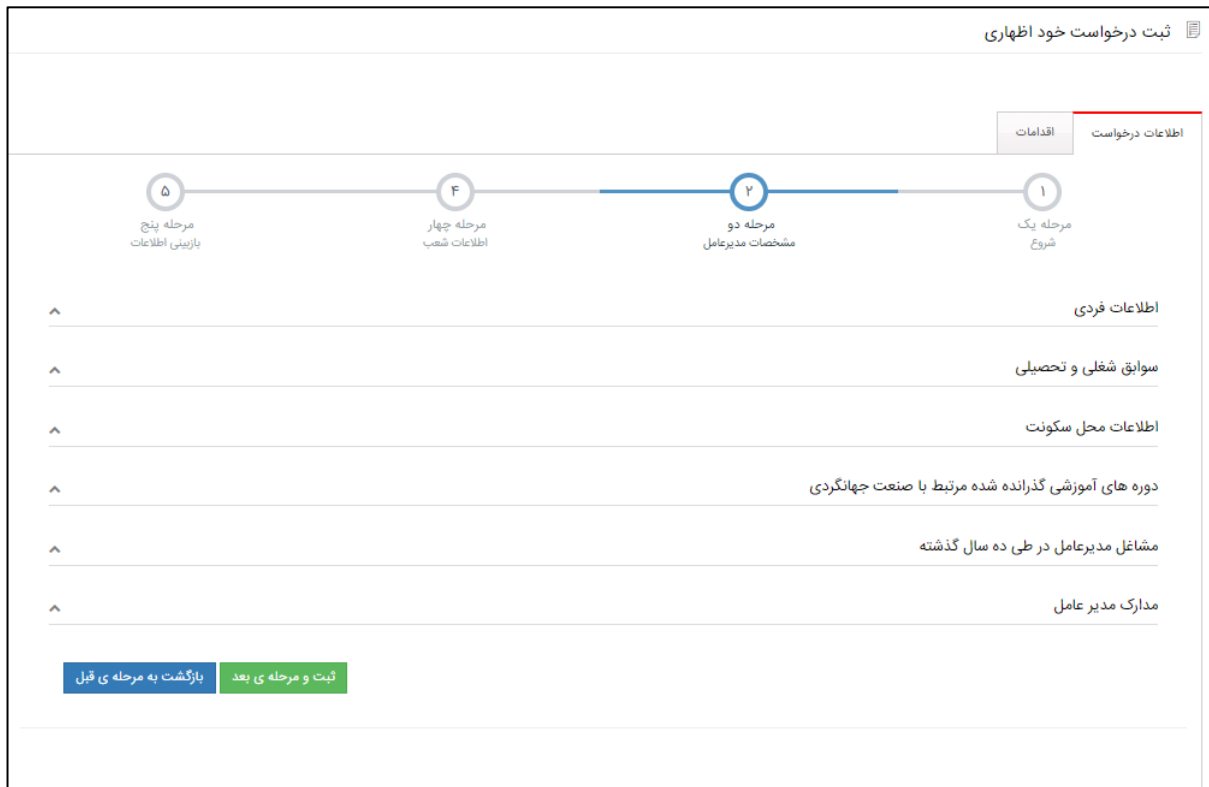 ثبت درخواست خود اظهاری
اطلاعات درخواست
اقدامات
۱
مرحله یک
شروع
۲
مرحله دو
مشخصات مدیرعامل
۴
مرحله چهار
اطلاعات شعب
۵
مرحله پنج
بازبینی اطلاعات
اطلاعات فردی
سوابق شغلی و تحصیلی
اطلاعات محل سکونت
دوره های آموزشی گذرانده شده مرتبط با صنعت جهانگردی
مشاغل مدیرعامل در طی ده سال گذشته
مدارک مدیر عامل
ثبت و مرحله ی بعد
بازگشت به مرحله ی قبل